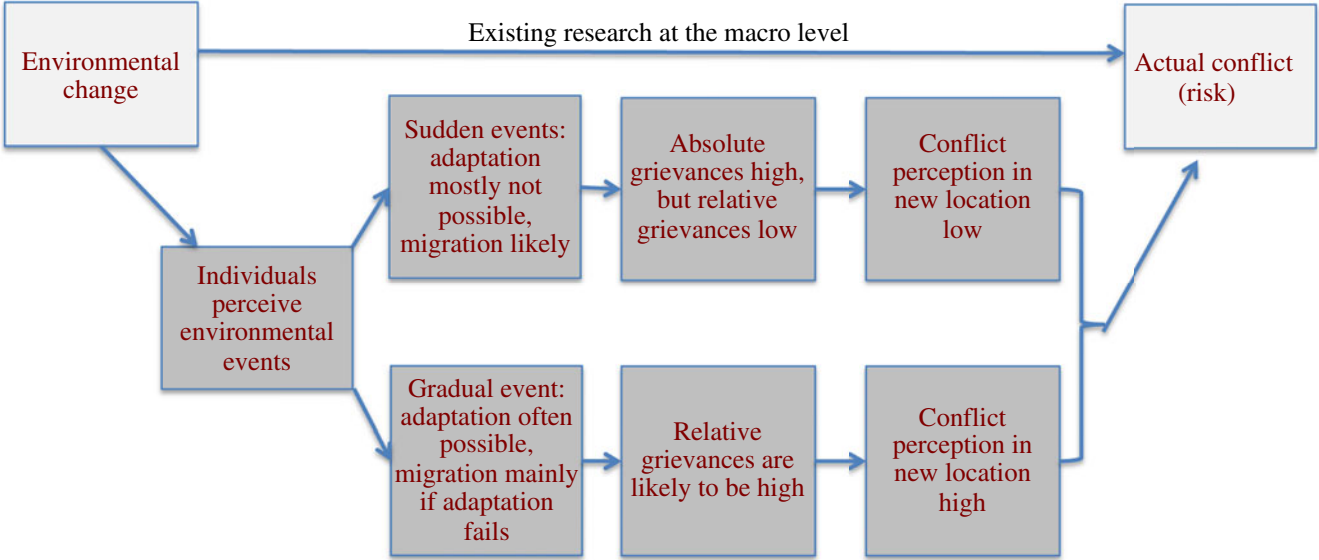 Existing research at the macro level
Environmental
change
Actual conflict
(risk)
Individuals
perceive
environmental
events
Sudden events:
adaptation
mostly not
possible,
migration likely
Absolute
grievances high,
but relative
grievances low
Conflict
perception in
new location
low
Gradual event:
adaptation often
possible,
migration mainly
if adaptation
fails
Relative
grievances are
likely to be high
Conflict
perception in
new location
high